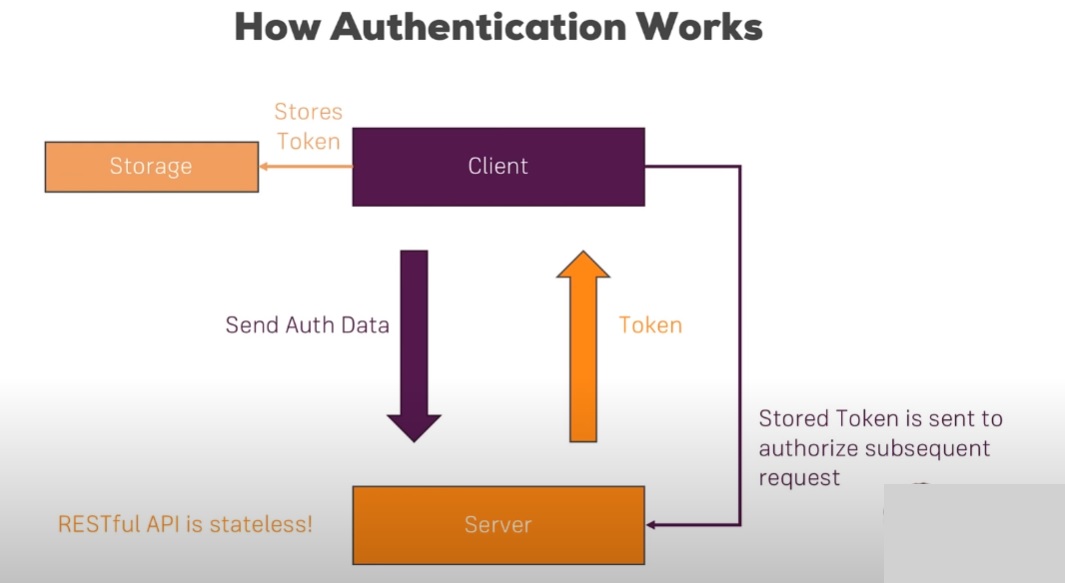 How Authentication Works
Stores
Token
Storage
Client
Send Auth Data
Token
Stored Token is sent to
authorize subsequent
request
RESTful API is stateless!
Server